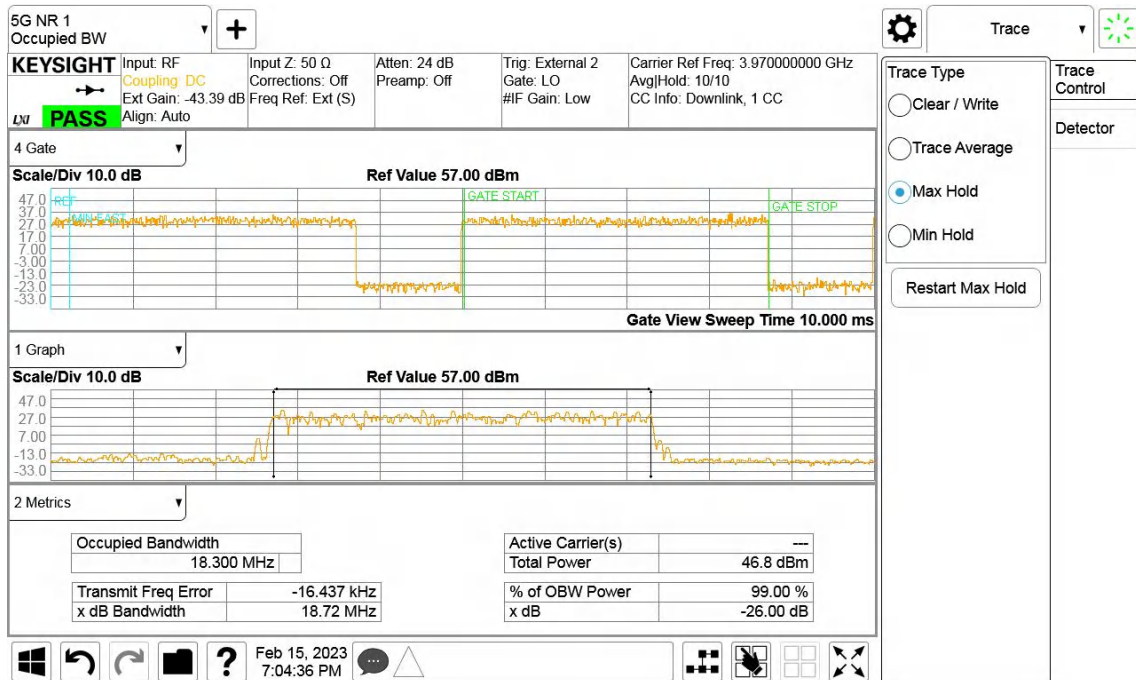 5G NR 1
Occupied BW
Trace
KEYSIGHT
LXI
PASS
Input: RF
Coupling: DC
Ext Gain: -43.39 dB
Align: Auto
Input Z: 50 Ω
Corrections: Off
Freq Ref: Ext (S)
Atten: 24 dB
Preamp: Off
Trig: External 2
Gate: LO
#IF Gain: Low
Carrier Ref Freq: 3.970000000 GHz
Avg|Hold: 10/10
CC Info: Downlink, 1 CC
4 Gate
Scale/Div 10.0 dB
Ref Value 57.00 dBm
47.0
37.0
27.0
17.0
7.00
-3.00
-13.0
-23.0
-33.0
REF
MIN FAST
GATE START
GATE STOP
Gate View Sweep Time 10.000 ms
1 Graph
Scale/Div 10.0 dB
Ref Value 57.00 dBm
47.0
27.0
7.00
-13.0
-33.0
2 Metrics
Occupied Bandwidth
18.300 MHz
Transmit Freq Error -16.437 kHz
x dB Bandwidth 18.72 MHz
Active Carrier(s) ---
Total Power 46.8 dBm
% of OBW Power 99.00 %
x dB -26.00 dB
Feb 15, 2023
7:04:36 PM
Trace Type
Clear / Write
Trace Average
Max Hold
Min Hold
Restart Max Hold
Trace
Control
Detector